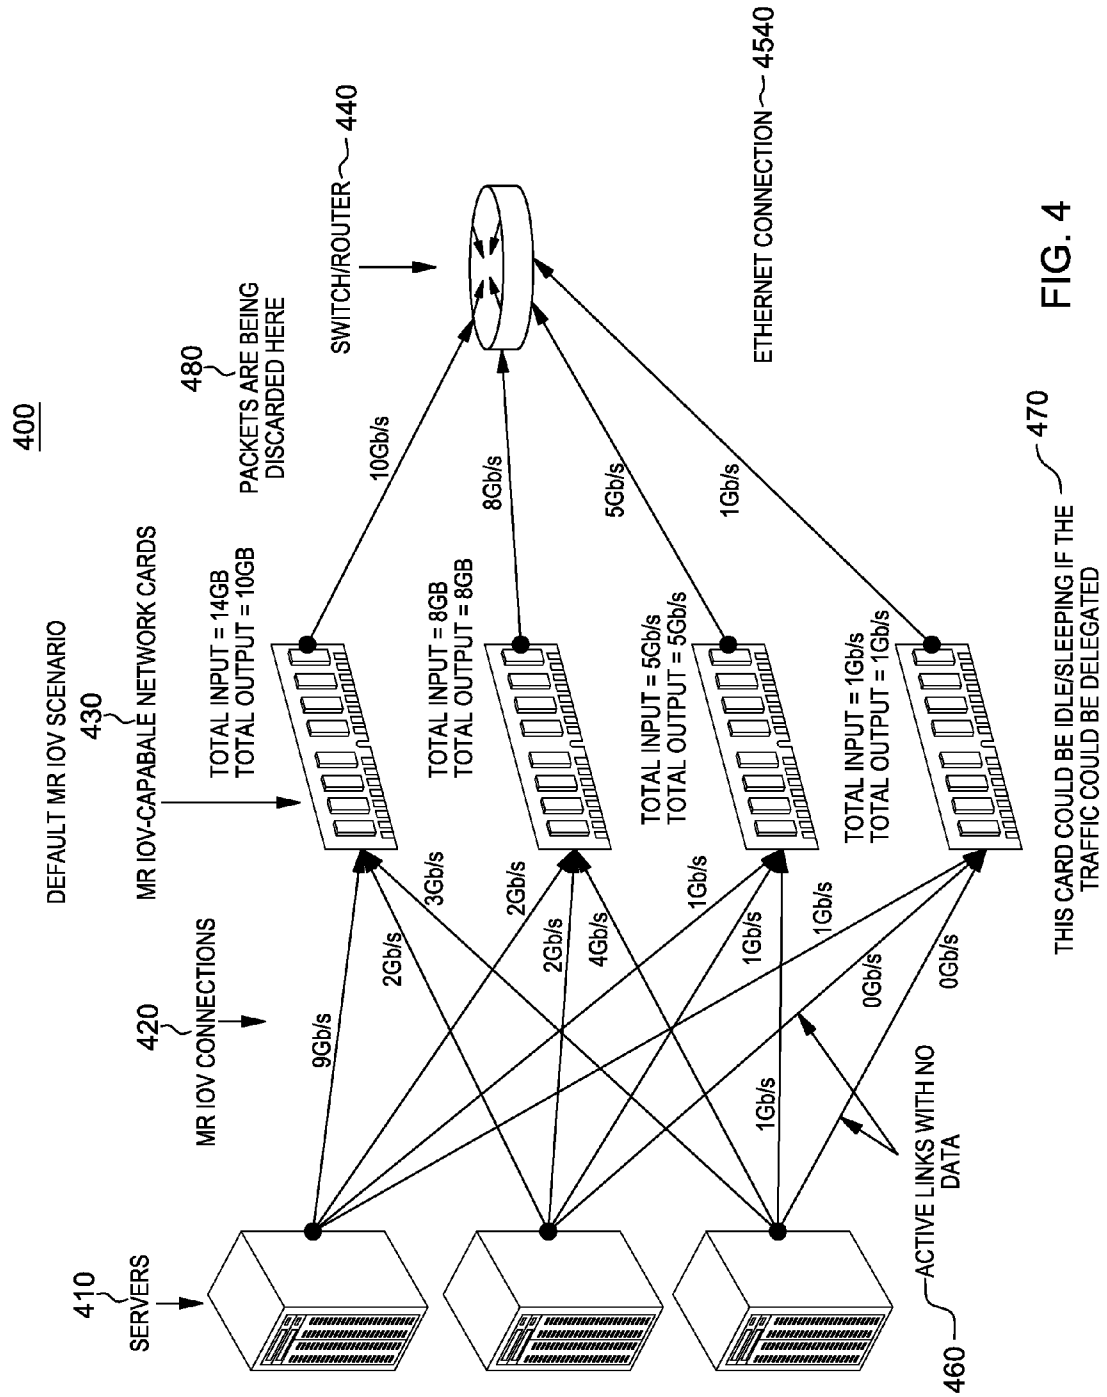 400
DEFAULT MR IOV SCENARIO
430
MR IOV-CAPABALE NETWORK CARDS
420
MR IOV CONNECTIONS
410
SERVERS
480
PACKETS ARE BEING
DISCARDED HERE
SWITCH/ROUTER
440
TOTAL INPUT = 14GB
TOTAL OUTPUT = 10GB
10Gb/s
9Gb/s
2Gb/s
3Gb/s
TOTAL INPUT = 8GB
TOTAL OUTPUT = 8GB
8Gb/s
2Gb/s
2Gb/s
4Gb/s
TOTAL INPUT = 5Gb/s
TOTAL OUTPUT = 5Gb/s
5Gb/s
1Gb/s
1Gb/s
1Gb/s
TOTAL INPUT = 1Gb/s
TOTAL OUTPUT = 1Gb/s
1Gb/s
1Gb/s
0Gb/s
0Gb/s
ETHERNET CONNECTION
4540
460
ACTIVE LINKS WITH NO
DATA
470
THIS CARD COULD BE IDLE/SLEEPING IF THE
TRAFFIC COULD BE DELEGATED
FIG. 4